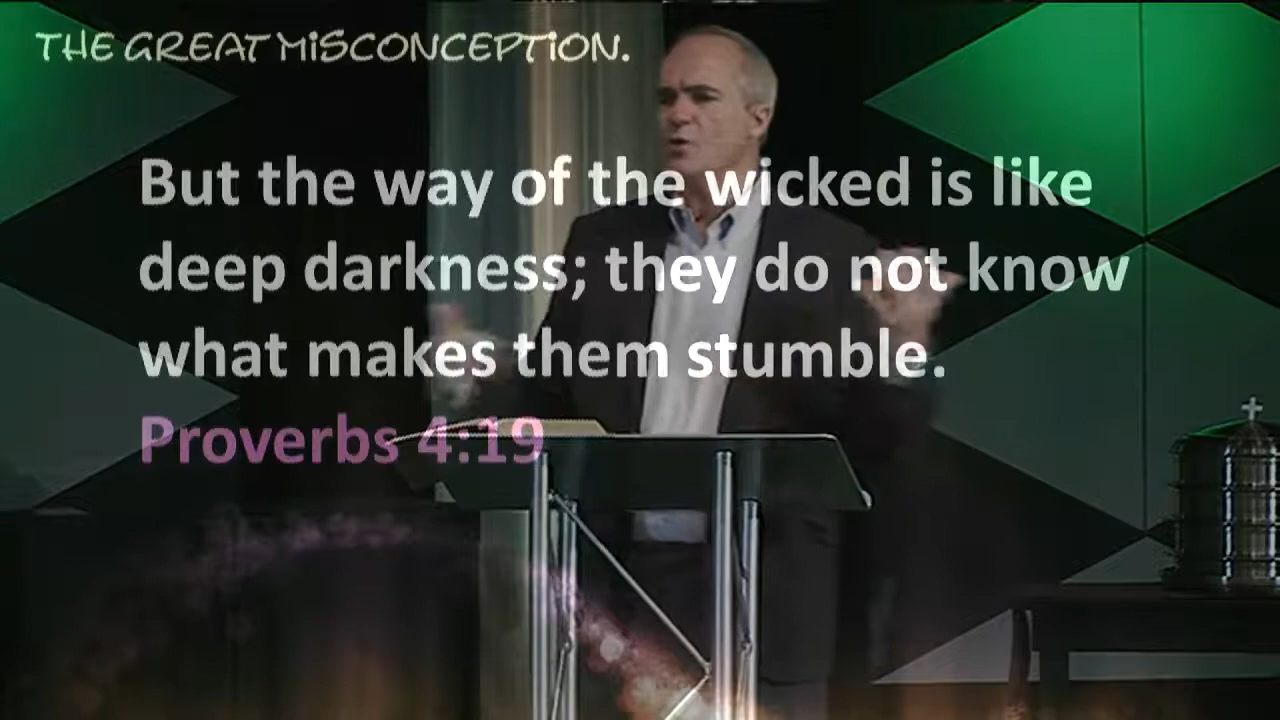 THE GREAT MISCONCEPTION.
But the way of the wicked is like
deep darkness; they do not know
what makes them stumble.
Proverbs 4:19